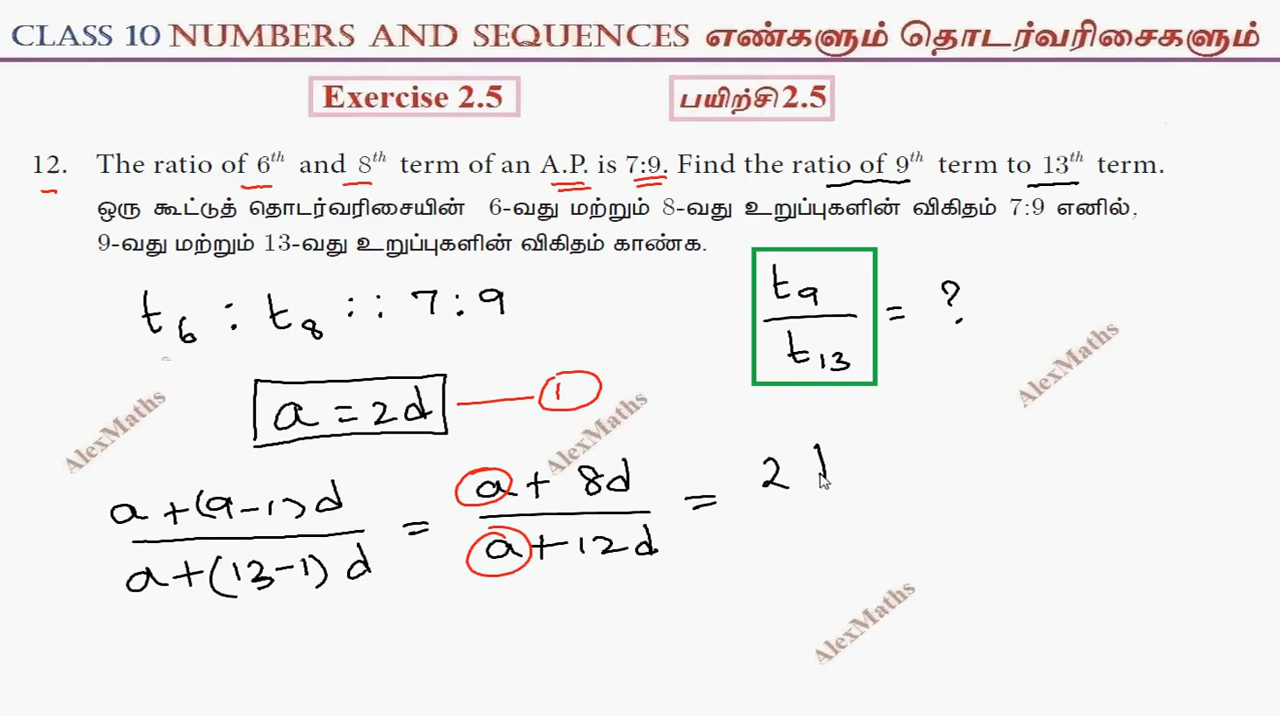 CLASS 10 NUMBERS AND SEQUENCES எண்களும் தொடர்வரிசைகளும்
Exercise 2.5 பயிற்சி 2.5
12. The ratio of 6th and 8th term of an A.P. is 7:9. Find the ratio of 9th term to 13th term.
ஒரு கூட்டுத் தொடர்வரிசையின் 6-வது மற்றும் 8-வது உறுப்புகளின் விகிதம் 7:9 எனில்,
9-வது மற்றும் 13-வது உறுப்புகளின் விகிதம் காண்க.
t6 : t8 :: 7 : 9
t9 / t13 = ?
a = 2d — 1
a + (9 - 1) d / a + (13 - 1) d = a + 8d / a + 12d = 2 d
AlexMaths
AlexMaths
AlexMaths
AlexMaths